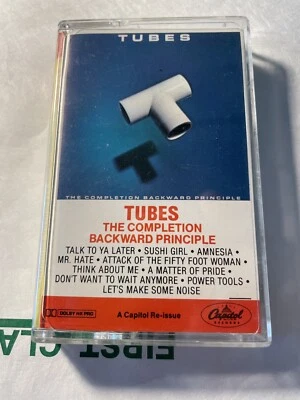 TUBES
THE COMPLETION BACKWARD PRINCIPLE
TUBES
THE COMPLETION
BACKWARD PRINCIPLE
TALK TO YA LATER • SUSHI GIRL • AMNESIA •
MR. HATE • ATTACK OF THE FIFTY FOOT WOMAN •
THINK ABOUT ME • A MATTER OF PRIDE •
DON'T WANT TO WAIT ANYMORE • POWER TOOLS •
LET'S MAKE SOME NOISE
DOLBY HX PRO
A Capitol Re-issue
Capitol
FIRST CLA